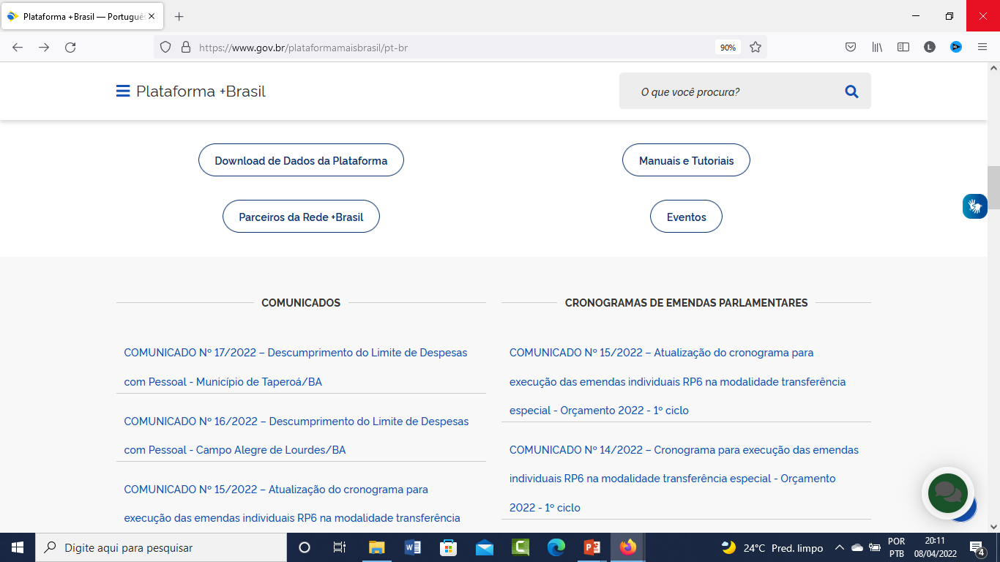 Plataforma +Brasil — Português
https://www.gov.br/plataformamaisbrasil/pt-br
90%
L
Plataforma +Brasil
O que você procura?
Download de Dados da Plataforma
Manuais e Tutoriais
Parceiros da Rede +Brasil
Eventos
COMUNICADOS
COMUNICADO Nº 17/2022 – Descumprimento do Limite de Despesas
com Pessoal - Município de Taperoá/BA
COMUNICADO Nº 16/2022 – Descumprimento do Limite de Despesas
com Pessoal - Campo Alegre de Lourdes/BA
COMUNICADO Nº 15/2022 – Atualização do cronograma para
execução das emendas individuais RP6 na modalidade transferência
CRONOGRAMAS DE EMENDAS PARLAMENTARES
COMUNICADO Nº 15/2022 – Atualização do cronograma para
execução das emendas individuais RP6 na modalidade transferência
especial - Orçamento 2022 - 1º ciclo
COMUNICADO Nº 14/2022 – Cronograma para execução das emendas
individuais RP6 na modalidade transferência especial - Orçamento
2022 - 1º ciclo
Digite aqui para pesquisar
24°C Pred. limpo
POR
PTB
20:11
08/04/2022
4